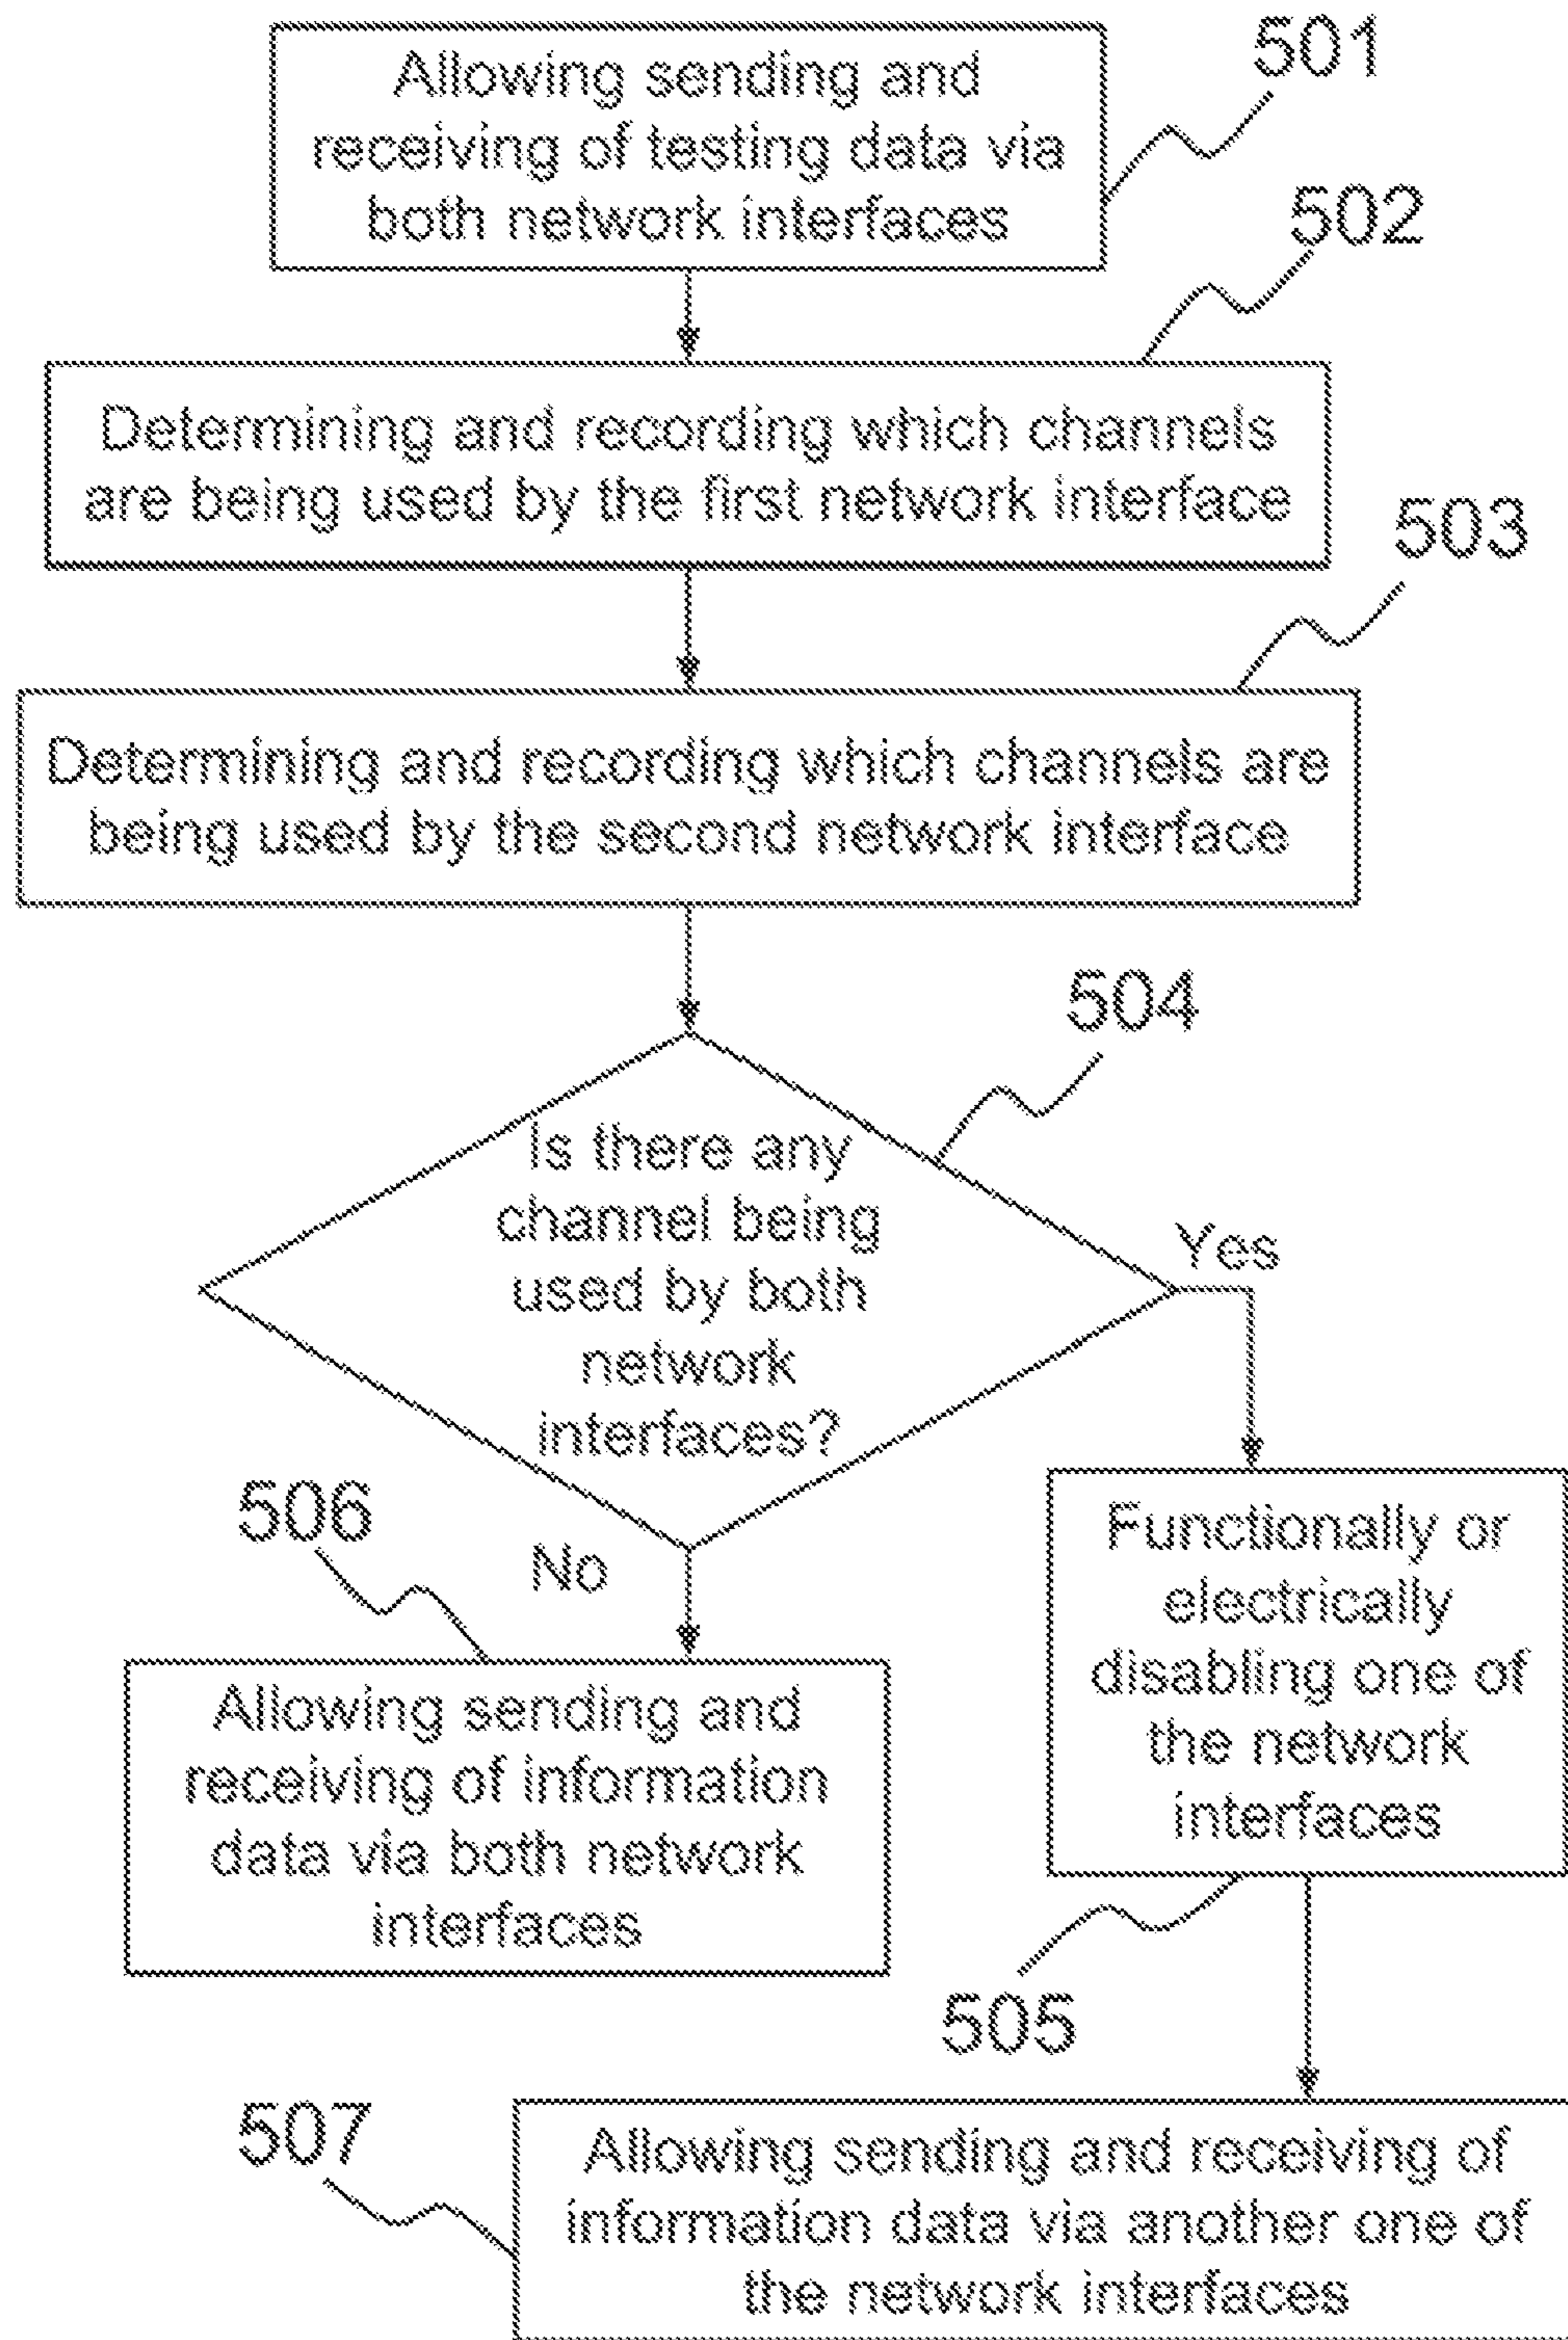 Allowing sending and
receiving of testing data via
both network interfaces
501
502
Determining and recording which channels
are being used by the first network interface
503
Determining and recording which channels are
being used by the second network interface
504
Is there any
channel being
used by both
network
interfaces?
Yes
No
506
Allowing sending and
receiving of information
data via both network
interfaces
Functionally or
electrically
disabling one of
the network
interfaces
505
507
Allowing sending and receiving of
information data via another one of
the network interfaces